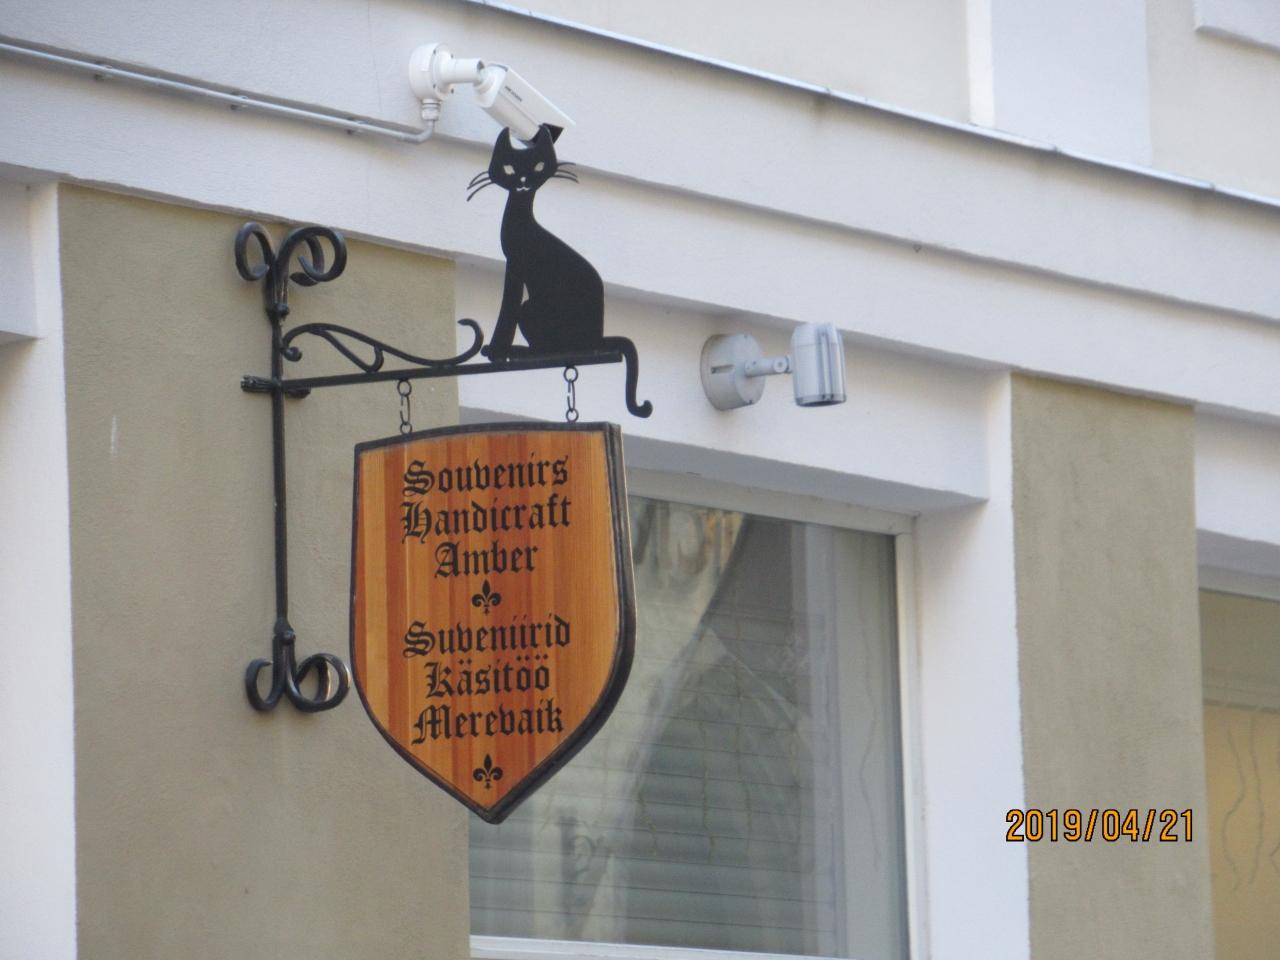 Souvenirs
Handicraft
Amber
Suveniirid
Käsitöö
Merevaik
2019/04/21